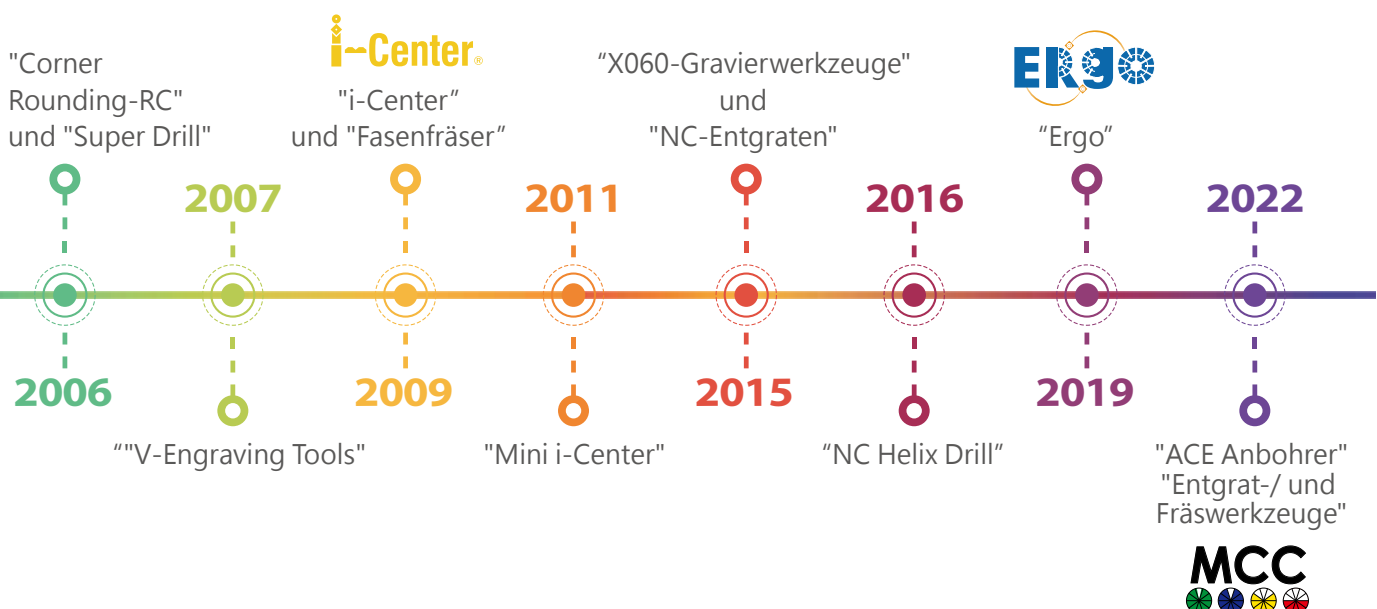 "Corner
Rounding-RC"
und "Super Drill"
2006
2007
""V-Engraving Tools"
i-Center®
"i-Center“
und "Fasenfräser“
2009
2011
"Mini i-Center"
“X060-Gravierwerkzeuge"
und
"NC-Entgraten"
2015
2016
“NC Helix Drill“
ERgo
“Ergo”
2019
2022
"ACE Anbohrer"
"Entgrat-/ und
Fräswerkzeuge"
MCC